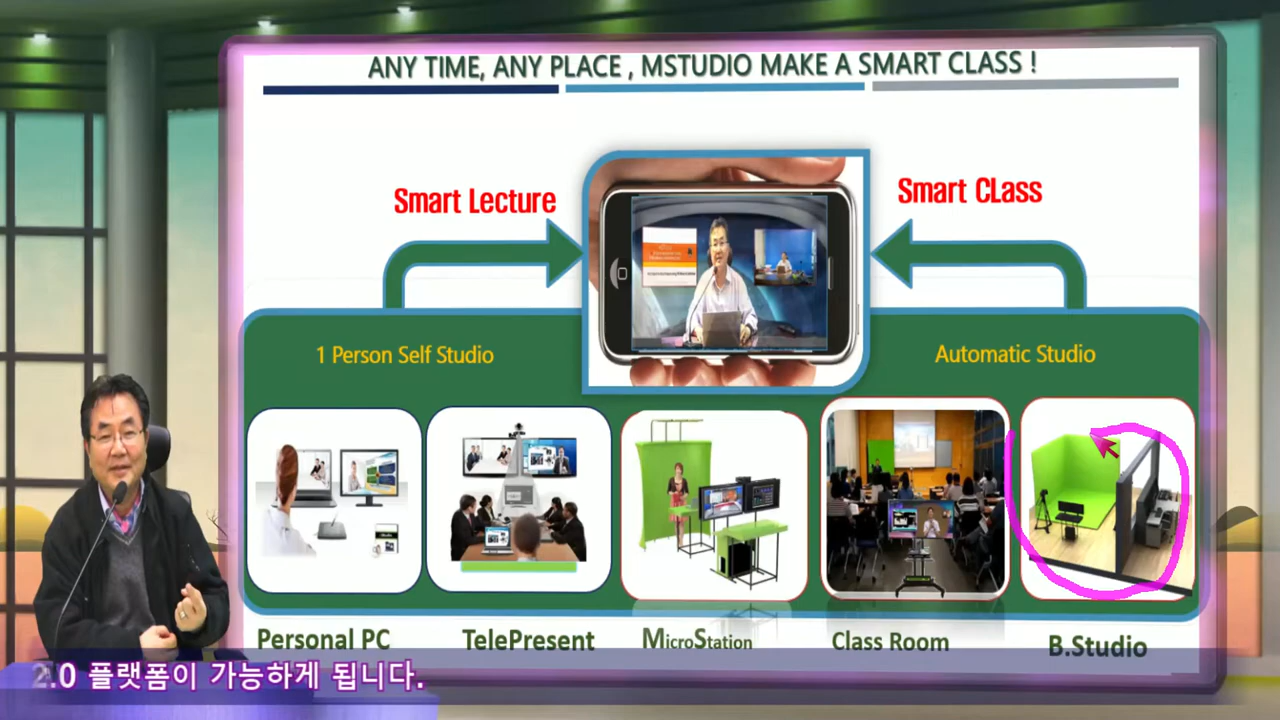 ANY TIME, ANY PLACE , MSTUDIO MAKE A SMART CLASS !
Smart Lecture
Smart CLass
1 Person Self Studio
Automatic Studio
Personal PC
TelePresent
MicroStation
Class Room
B.Studio
2.0 플랫폼이 가능하게 됩니다.